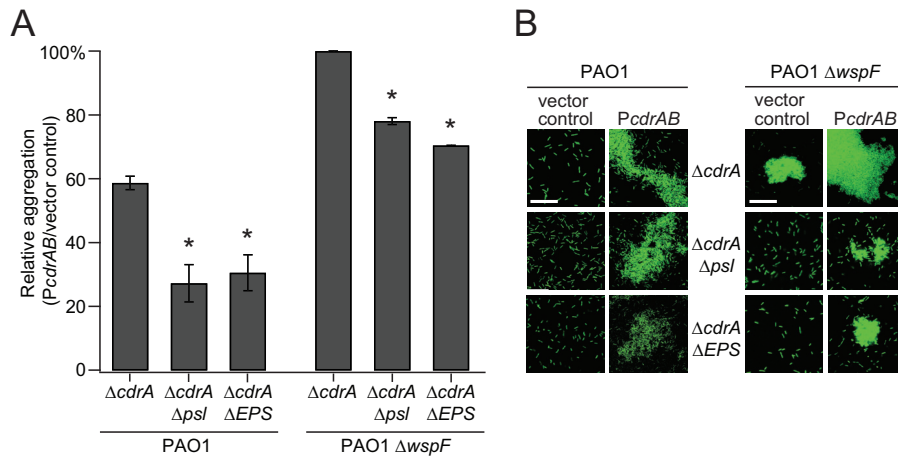 A
Relative aggregation
(PcdrAB/vector control)
100%
80
60
40
20
0
*
*
*
*
ΔcdrA
ΔcdrA
Δpsl
ΔcdrA
ΔEPS
ΔcdrA
ΔcdrA
Δpsl
ΔcdrA
ΔEPS
PAO1
PAO1 ΔwspF
B
PAO1
PAO1 ΔwspF
vector
control
PcdrAB
vector
control
PcdrAB
ΔcdrA
ΔcdrA
Δpsl
ΔcdrA
ΔEPS